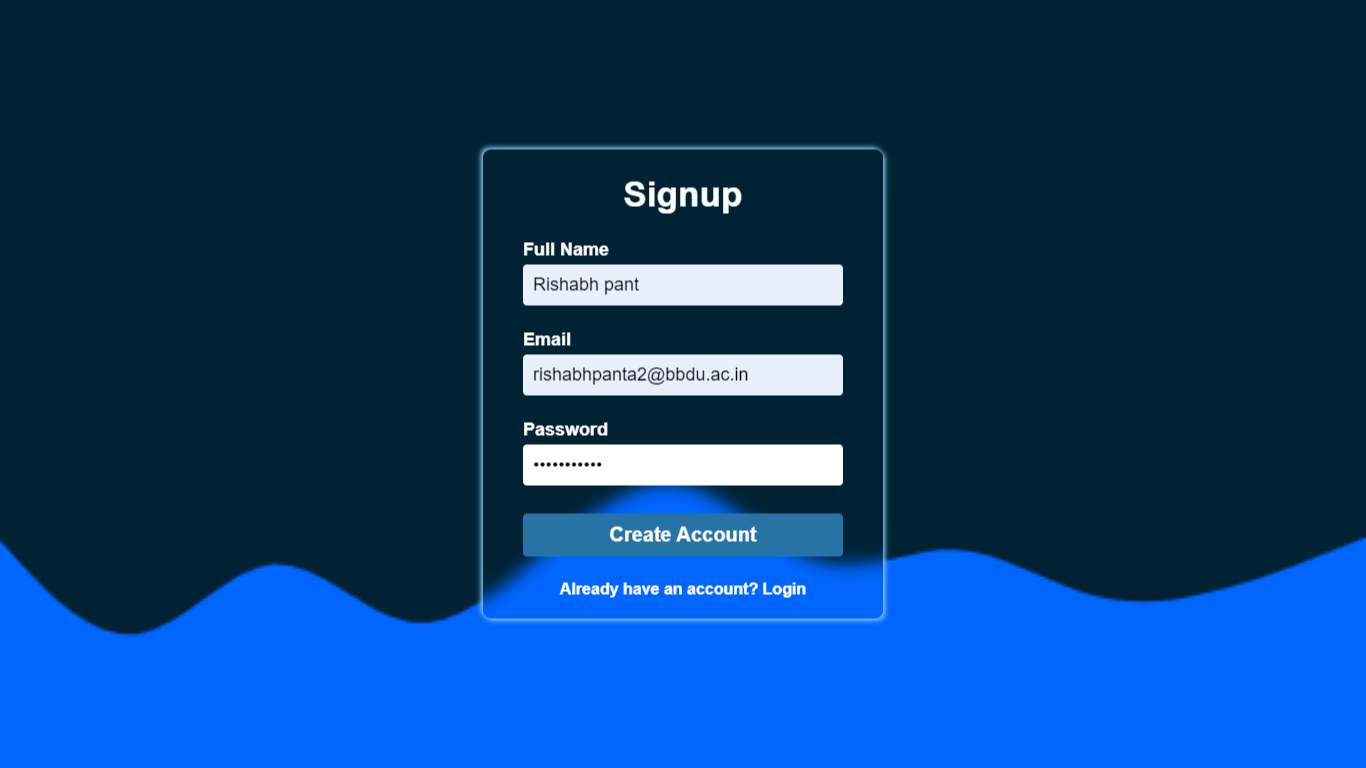 Signup
Full Name
Rishabh pant
Email
rishabhpanta2@bbdu.ac.in
Password
•••••••••••
Create Account
Already have an account? Login